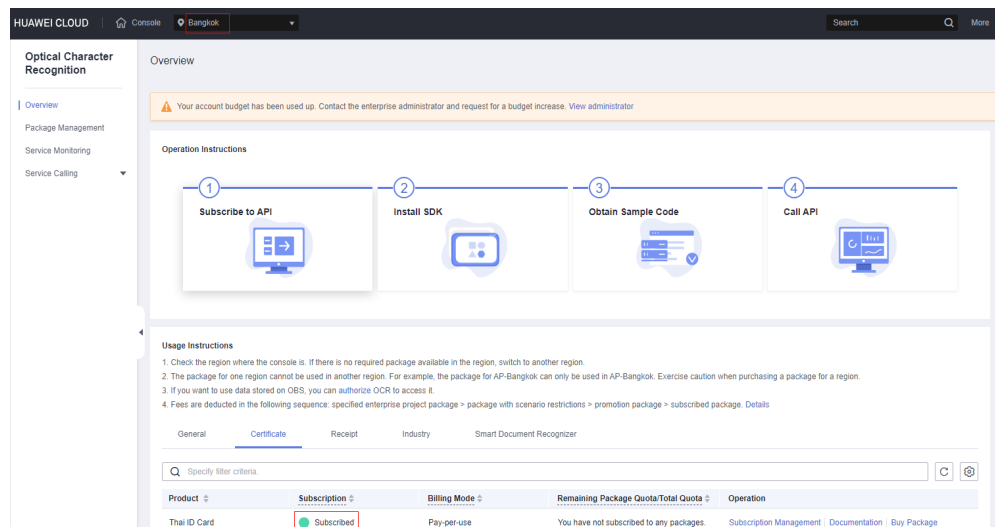 HUAWEI CLOUD Console Bangkok Search More
Optical Character Recognition
Overview
Package Management
Service Monitoring
Service Calling
Overview
Your account budget has been used up. Contact the enterprise administrator and request for a budget increase. View administrator
Operation Instructions
1 2 3 4
Subscribe to API Install SDK Obtain Sample Code Call API
Usage Instructions
1. Check the region where the console is. If there is no required package available in the region, switch to another region.
2. The package for one region cannot be used in another region. For example, the package for AP-Bangkok can only be used in AP-Bangkok. Exercise caution when purchasing a package for a region.
3. If you want to use data stored on OBS, you can authorize OCR to access it.
4. Fees are deducted in the following sequence: specified enterprise project package > package with scenario restrictions > promotion package > subscribed package. Details
General Certificate Receipt Industry Smart Document Recognizer
Specify filter criteria.
Product Subscription Billing Mode Remaining Package Quota/Total Quota Operation
Thai ID Card Subscribed Pay-per-use You have not subscribed to any packages. Subscription Management Documentation Buy Package